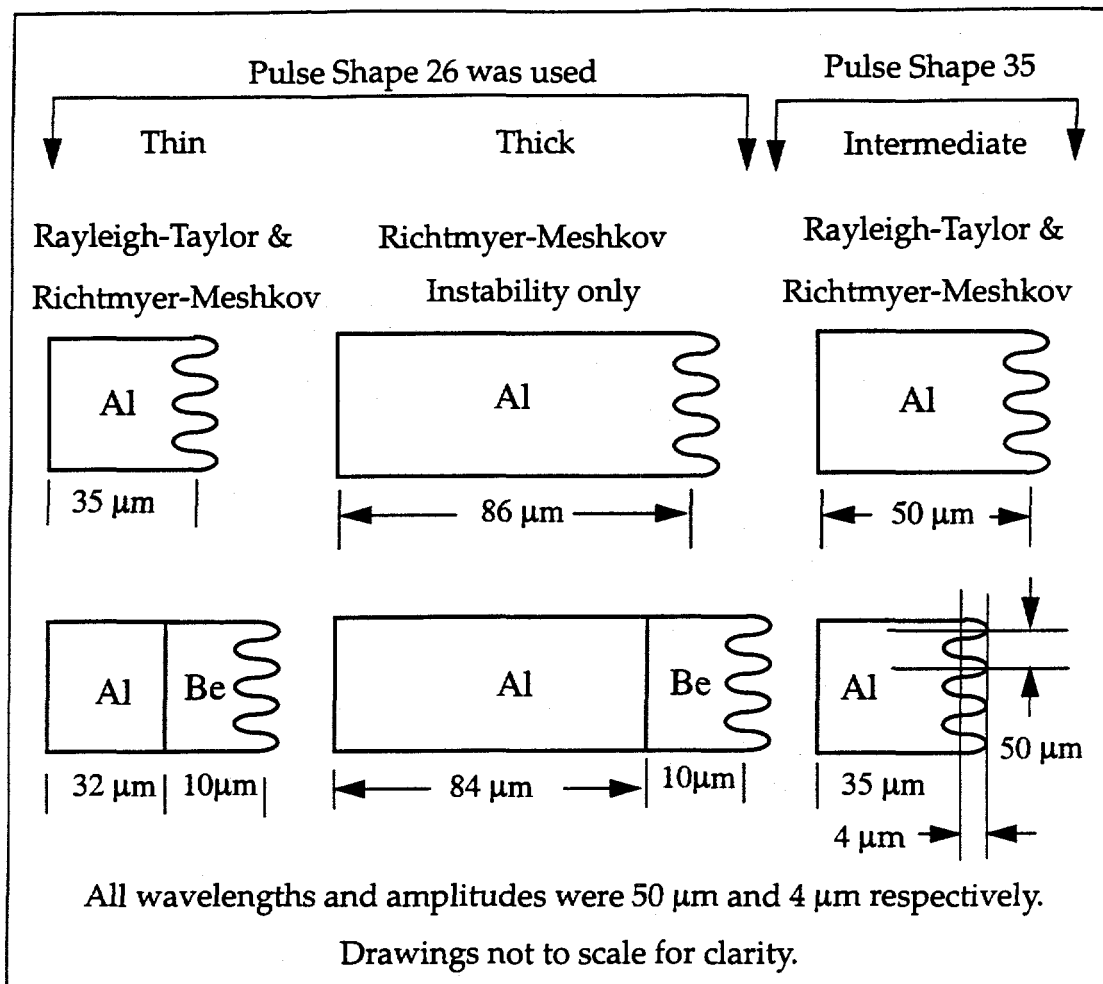 Pulse Shape 26 was used
Pulse Shape 35
Thin
Thick
Intermediate
Rayleigh-Taylor &
Richtmyer-Meshkov
Richtmyer-Meshkov
Instability only
Rayleigh-Taylor &
Richtmyer-Meshkov
Al
Al
Al
35 µm
86 µm
50 µm
Al
Be
Al
Be
Al
32 µm
10µm
84 µm
10µm
35 µm
50 µm
4 µm
All wavelengths and amplitudes were 50 µm and 4 µm respectively.
Drawings not to scale for clarity.